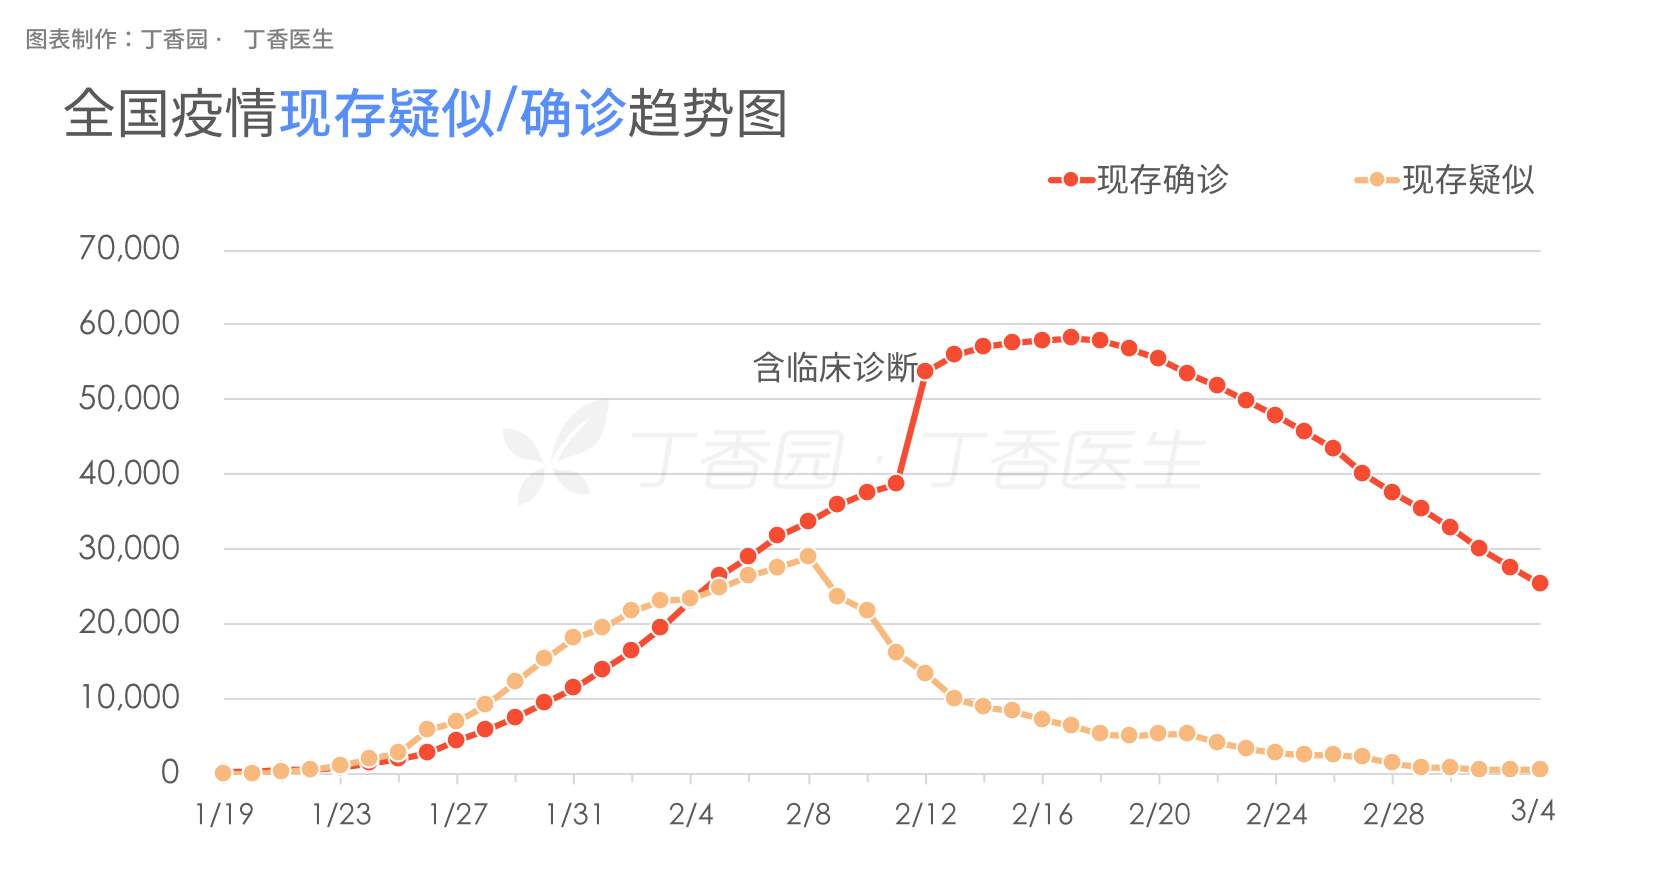 图表制作：丁香园 · 丁香医生
全国疫情现存疑似/确诊趋势图
现存确诊 现存疑似
70,000
60,000
含临床诊断
50,000
丁香园 · 丁香医生
40,000
30,000
20,000
10,000
0
1/19 1/23 1/27 1/31 2/4 2/8 2/12 2/16 2/20 2/24 2/28 3/4